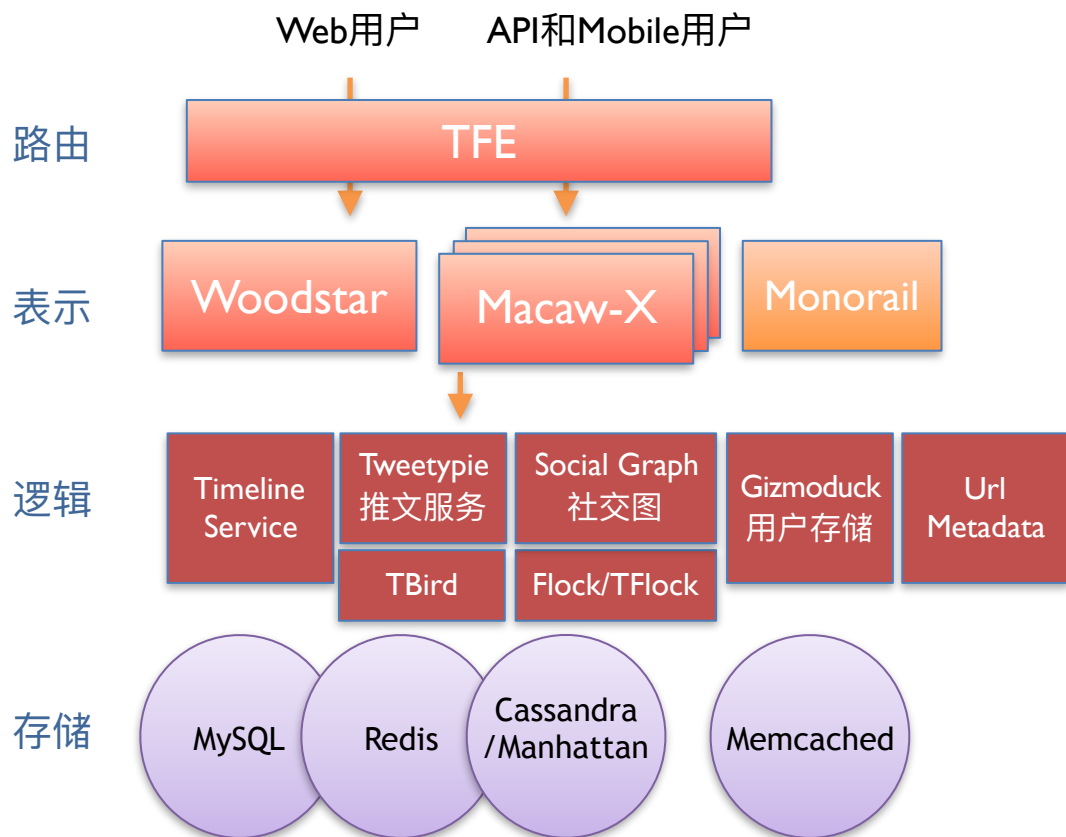 Web用户
API和Mobile用户
路由
TFE
表示
Woodstar
Macaw-X
Monorail
逻辑
Timeline
Service
Tweetypie
推文服务
Social Graph
社交图
Gizmoduck
用户存储
Url
Metadata
TBird
Flock/TFlock
存储
MySQL
Redis
Cassandra
/Manhattan
Memcached